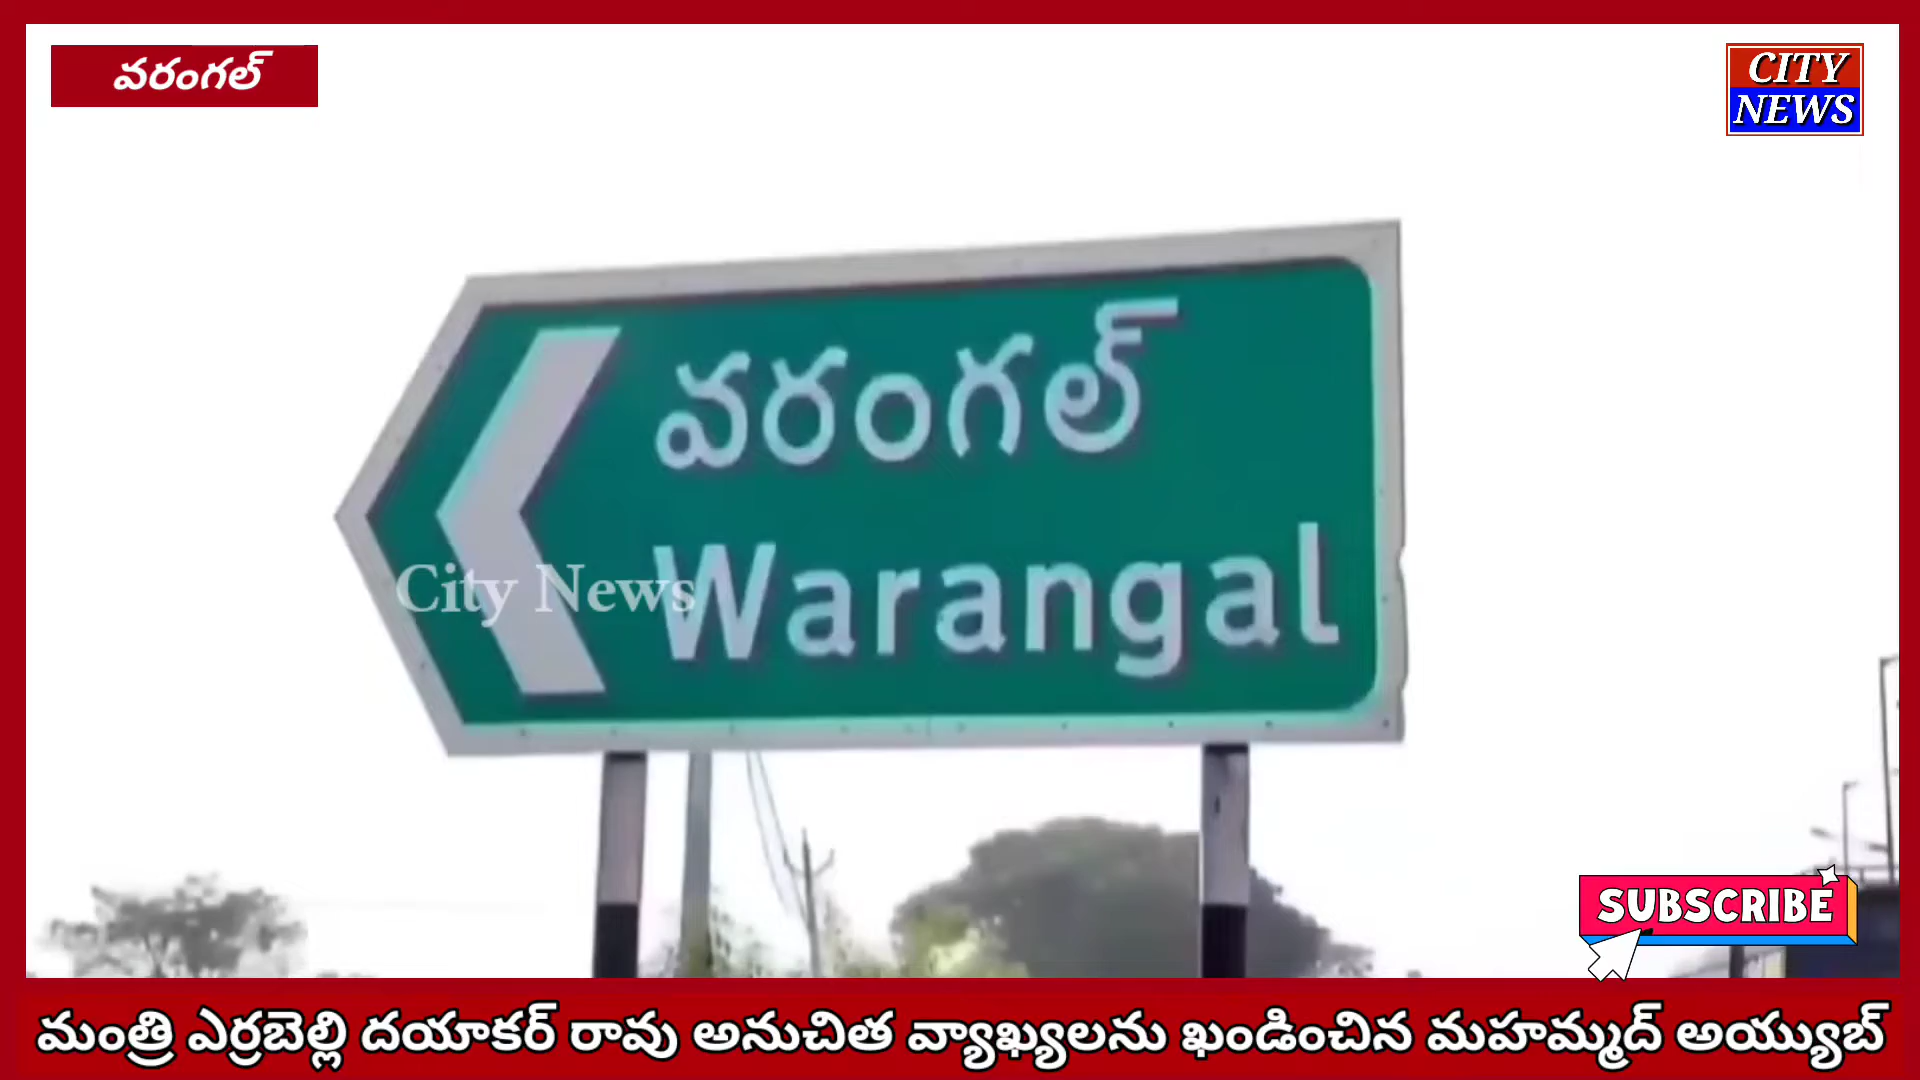 వరంగల్
CITY
NEWS
వరంగల్
Warangal
City News
SUBSCRIBE
మంత్రి ఎర్రబెల్లి దయాకర్ రావు అనుచిత వ్యాఖ్యలను ఖండించిన మహమ్మద్ అయ్యుబ్